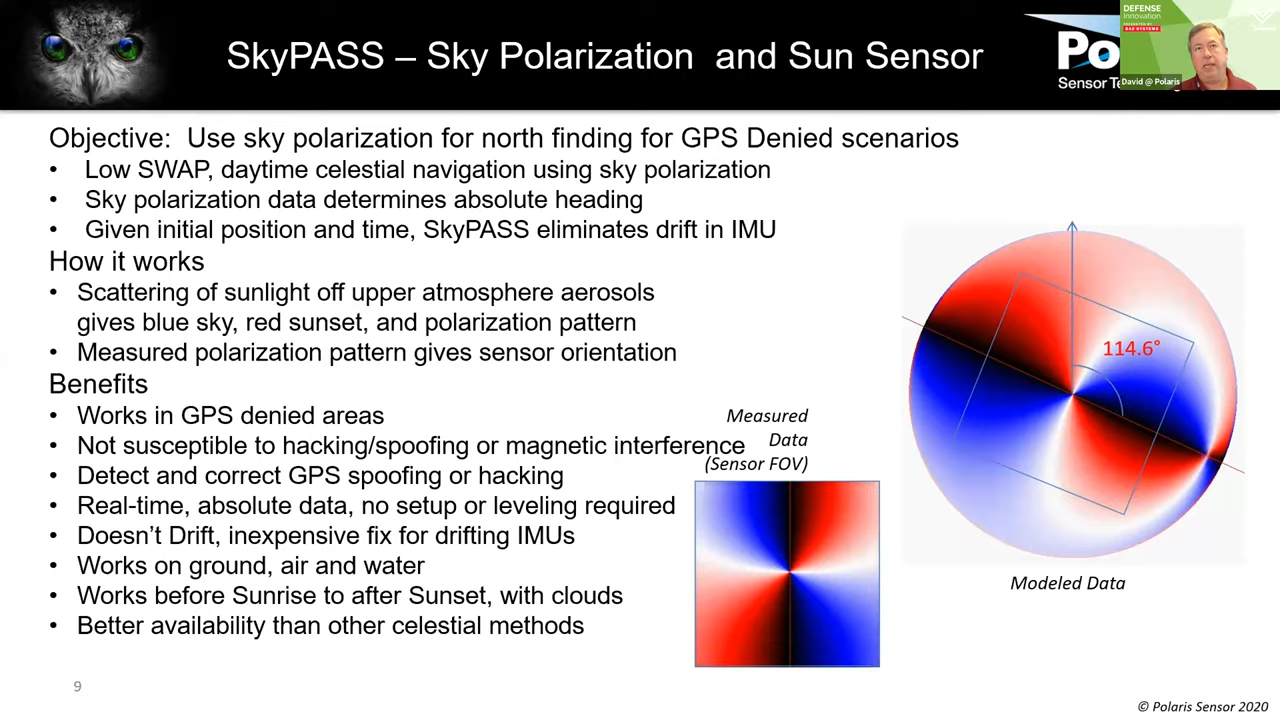 SkyPASS – Sky Polarization and Sun Sensor
Po
Sensor Te
DEFENSE
Innovation
PRESENTED BY
BAE SYSTEMS
David @ Polaris
Objective: Use sky polarization for north finding for GPS Denied scenarios
• Low SWAP, daytime celestial navigation using sky polarization
• Sky polarization data determines absolute heading
• Given initial position and time, SkyPASS eliminates drift in IMU
How it works
• Scattering of sunlight off upper atmosphere aerosols
gives blue sky, red sunset, and polarization pattern
• Measured polarization pattern gives sensor orientation
Benefits
• Works in GPS denied areas
• Not susceptible to hacking/spoofing or magnetic interference
• Detect and correct GPS spoofing or hacking
• Real-time, absolute data, no setup or leveling required
• Doesn’t Drift, inexpensive fix for drifting IMUs
• Works on ground, air and water
• Works before Sunrise to after Sunset, with clouds
• Better availability than other celestial methods
Measured
Data
(Sensor FOV)
114.6°
Modeled Data
9
© Polaris Sensor 2020